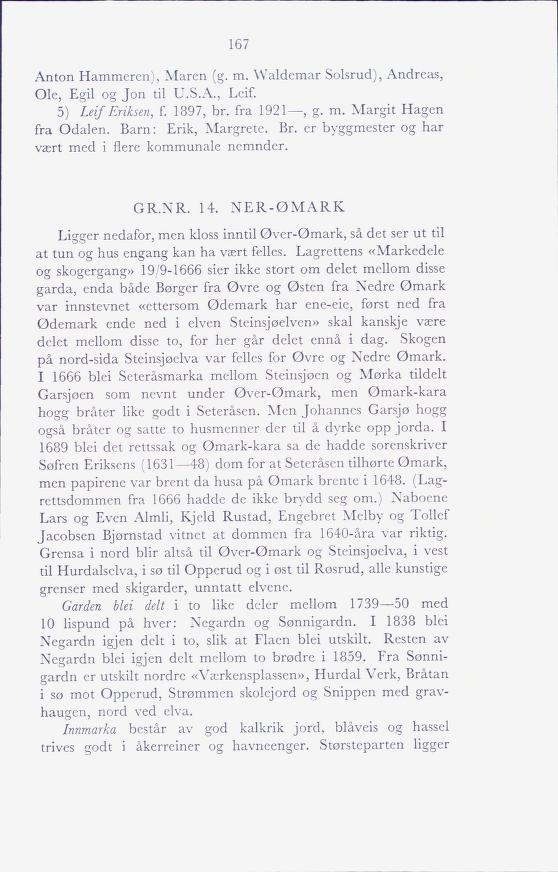 167
Anton Hammeren), Maren (g. m. Waldemar Solsrud), Andreas,
Ole, Egil og Jon til U.S.A., Leif.
5) Leif Eriksen, f. 1897, br. fra 1921—, g. m. Margit Hagen
fra Odalen. Barn: Erik, Margrete. Br. er byggmester og har
vært med i flere kommunale nemnder.
GR.NR. 14. NER-ØMARK
Ligger nedafor, men kloss inntil Øver-Ømark, så det ser ut til
at tun og hus engang kan ha vært felles. Lagrettens «Markedele
og skogergang» 19/9-1666 sier ikke stort om delet mellom disse
garda, enda både Børger fra Øvre og Østen fra Nedre Ømark
var innstevnet «ettersom Ødemark har ene-eie, først ned fra
Ødemark ende ned i elven Steinsjøelven» skal kanskje være
delet mellom disse to, for her går delet ennå i dag. Skogen
på nord-sida Steinsjøelva var felles for Øvre og Nedre Ømark.
I 1666 blei Seteråsmarka mellom Steinsjøen og Mørka tildelt
Garsjøen som nevnt under Øver-Ømark, men Ømark-kara
hogg bråter like godt i Seteråsen. Men Johannes Garsjø hogg
også bråter og satte to husmenner der til å dyrke opp jorda. I
1689 blei det rettssak og Ømark-kara sa de hadde sorenskriver
Søfren Eriksens (1631—48) dom for at Seteråsen tilhørte Ømark,
men papirene var brent da husa på Ømark brente i 1648. (Lag-
rettsdommen fra 1666 hadde de ikke brydd seg om.) Naboene
Lars og Even Almli, Kjeld Rustad, Engebret Melby og Tollef
Jacobsen Bjørnstad vitnet at dommen fra 1640-åra var riktig.
Grensa i nord blir altså til Øver-Ømark og Steinsjøelva, i vest
til Hurdalselva, i sø til Opperud og i øst til Røsrud, alle kunstige
grenser med skigarder, unntatt elvene.
Garden blei delt i to like deler mellom 1739—50 med
10 lispund på hver: Negardn og Sønnigardn. I 1838 blei
Negardn igjen delt i to, slik at Flaen blei utskilt. Resten av
Negardn blei igjen delt mellom to brødre i 1859. Fra Sønni-
gardn er utskilt nordre «Værkensplassen», Hurdal Verk, Bråtan
i sø mot Opperud, Strømmen skolejord og Snippen med grav-
haugen, nord ved elva.
Innmarka består av god kalkrik jord, blåveis og hassel
trives godt i åkerreiner og havneenger. Størsteparten ligger